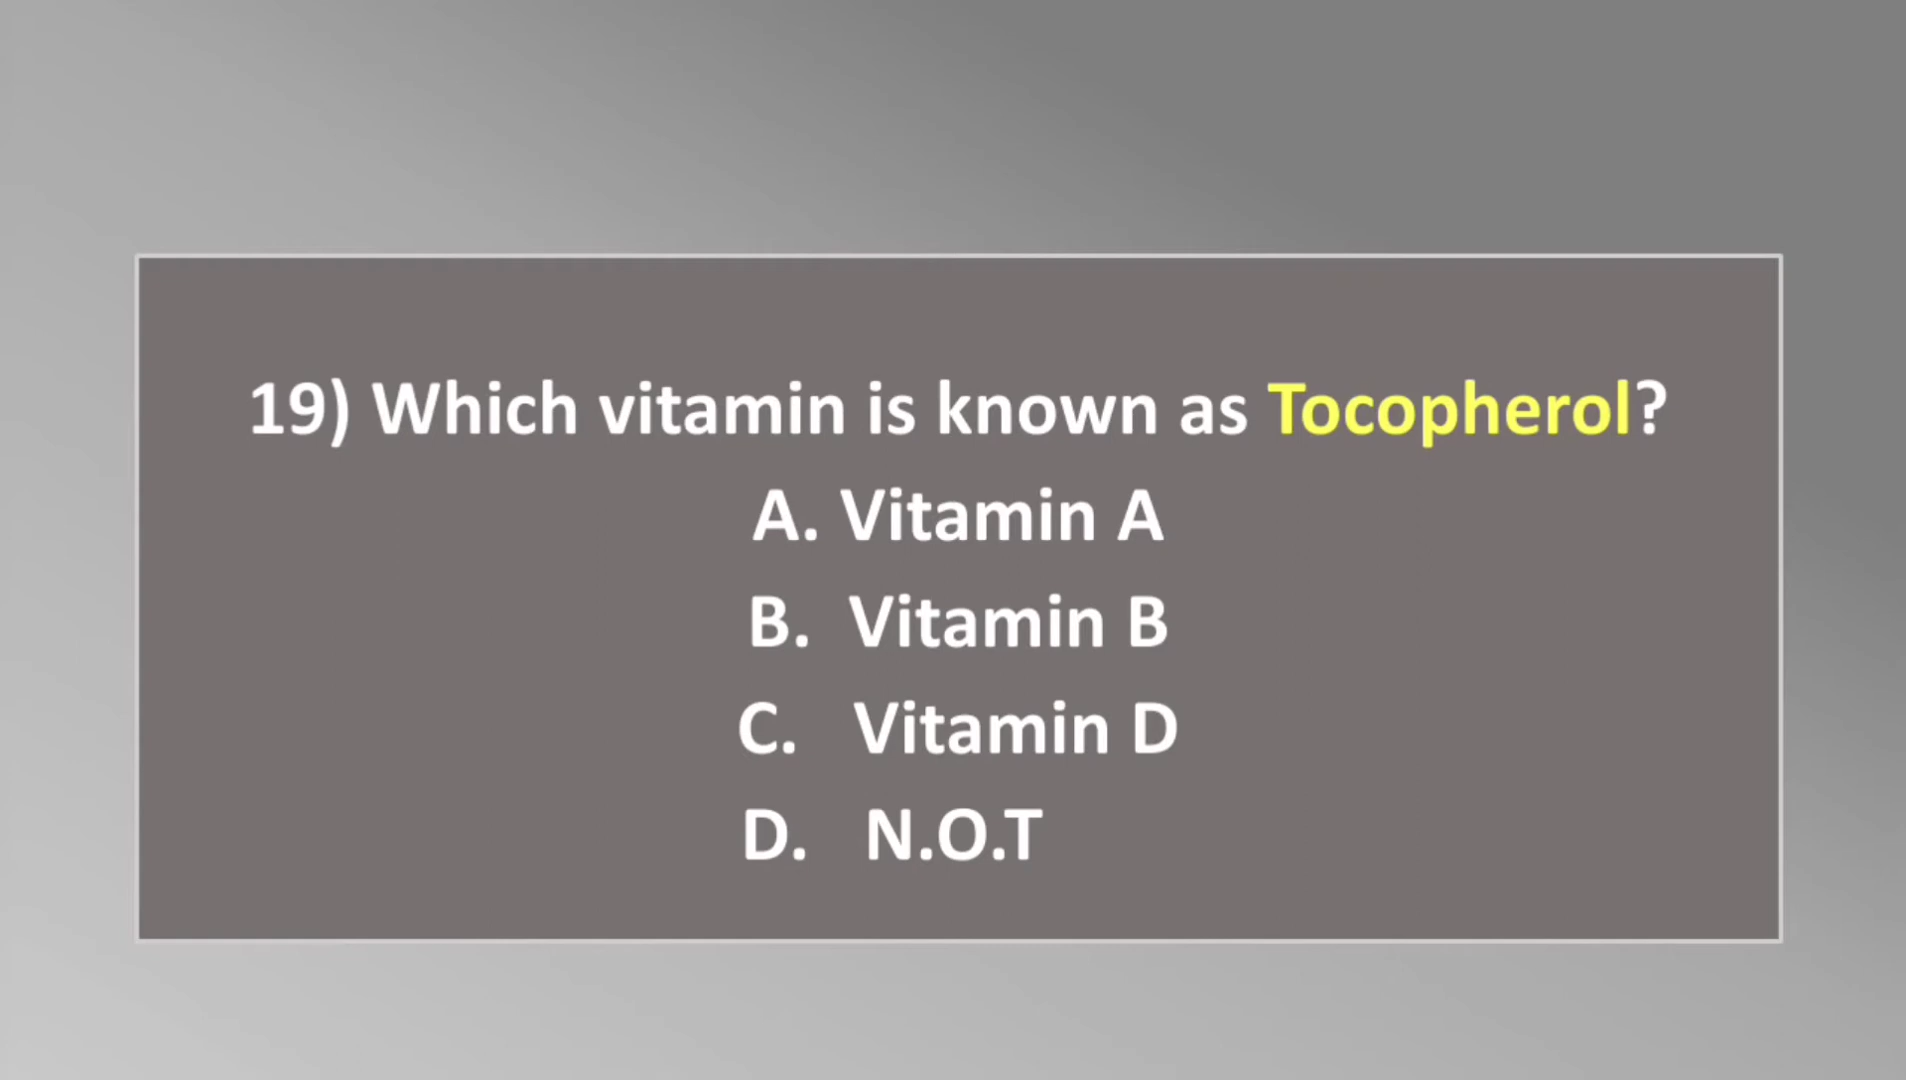 19) Which vitamin is known as Tocopherol?
A. Vitamin A
B. Vitamin B
C. Vitamin D
D. N.O.T